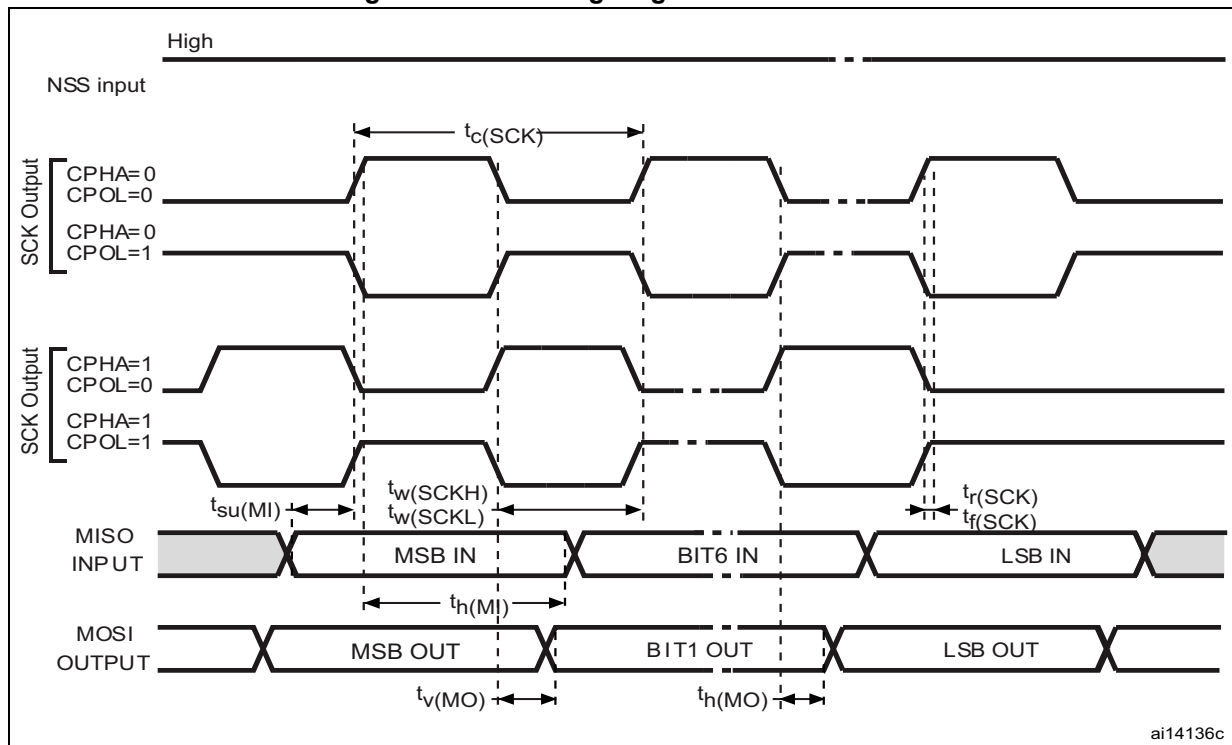 High
NSS input
tc(SCK)
SCK Output
CPHA=0
CPOL=0
CPHA=0
CPOL=1
SCK Output
CPHA=1
CPOL=0
CPHA=1
CPOL=1
tsu(MI)
tw(SCKH)
tw(SCKL)
tr(SCK)
tf(SCK)
MISO
INPUT
MSB IN
BIT6 IN
LSB IN
th(MI)
MOSI
OUTPUT
MSB OUT
BIT1 OUT
LSB OUT
tv(MO)
th(MO)
ai14136c